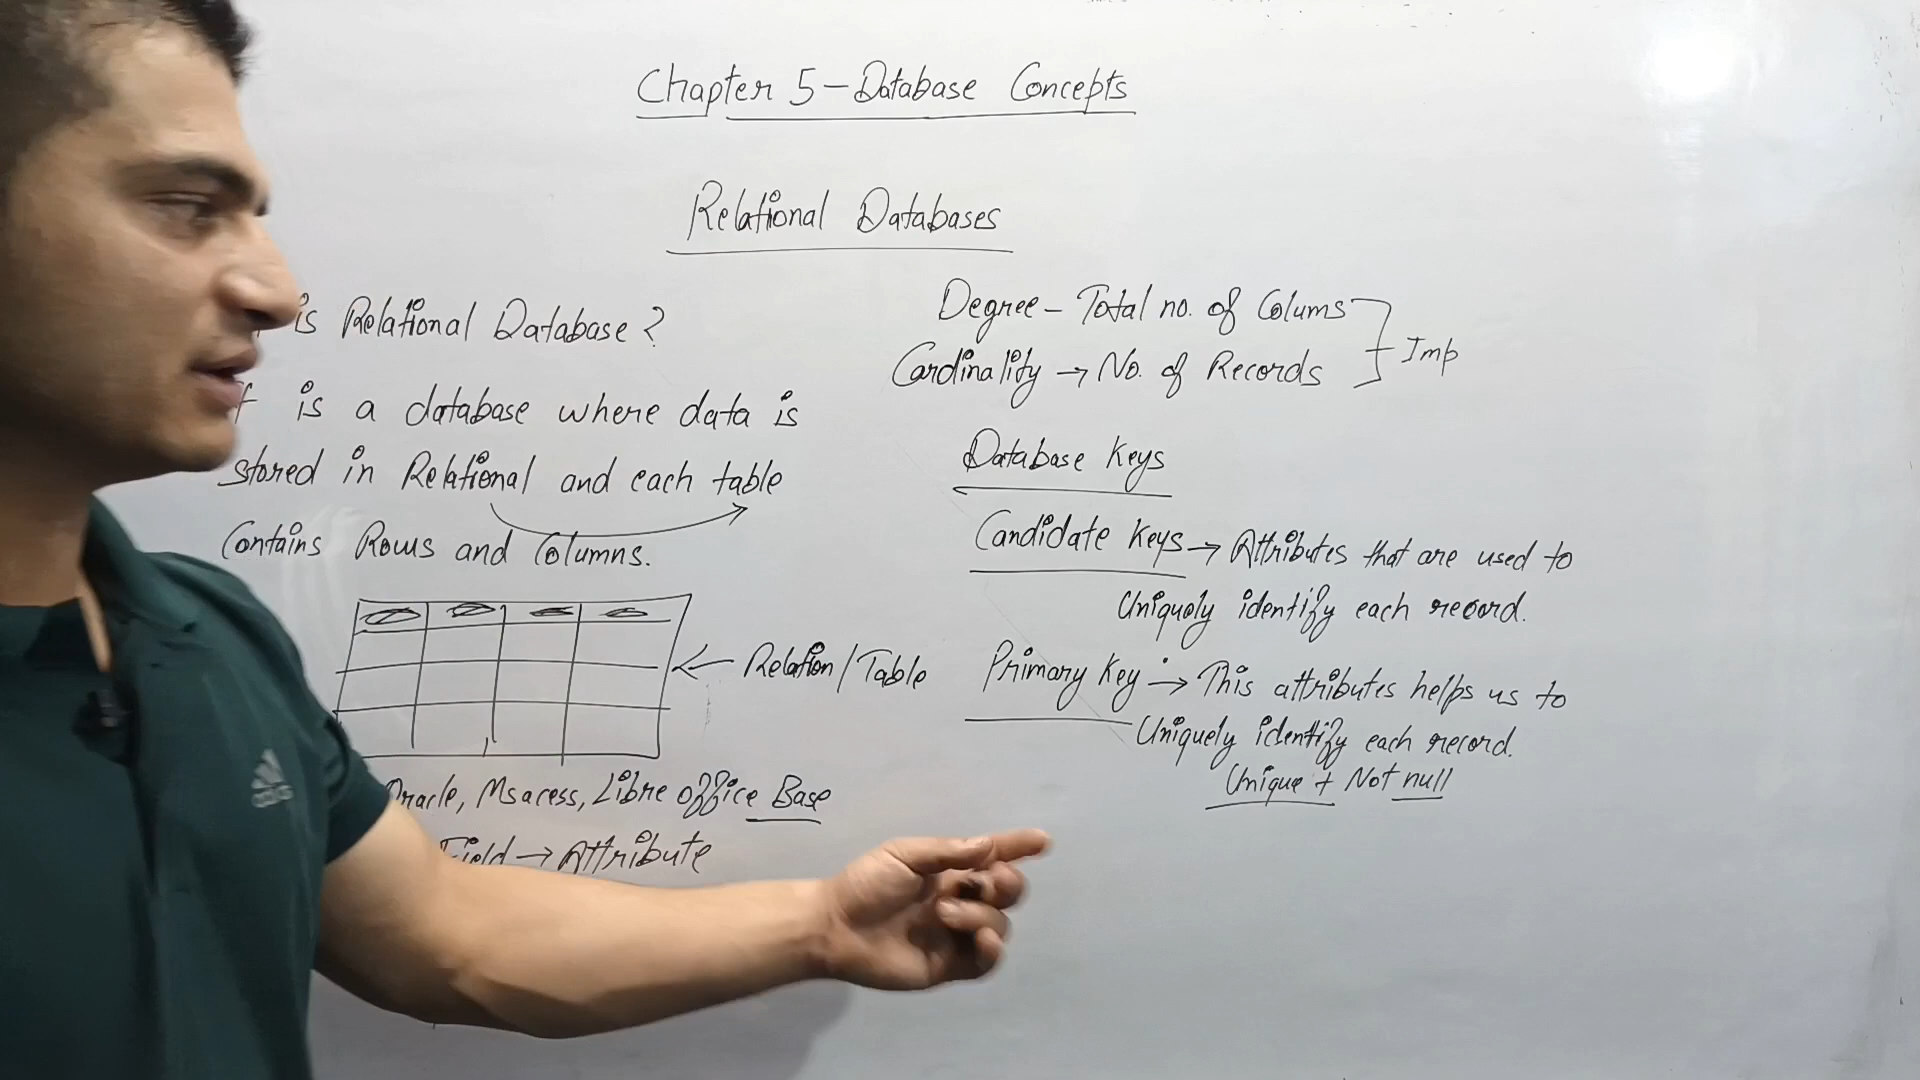 Chapter 5 - Database Concepts
Relational Databases
is Relational Database?
is a database where data is
stored in Relational and each table
Contains Rows and Columns.
← Relation / Table
Oracle, Msacess, Libre office Base
Field → Attribute
Degree - Total no. of Colums
Cardinality → No. of Records
Imp
Database Keys
Candidate Keys → Attributes that are used to
Uniquely identify each record.
Primary Key → This attributes helps us to
Uniquely identify each record.
Unique + Not null
adidas